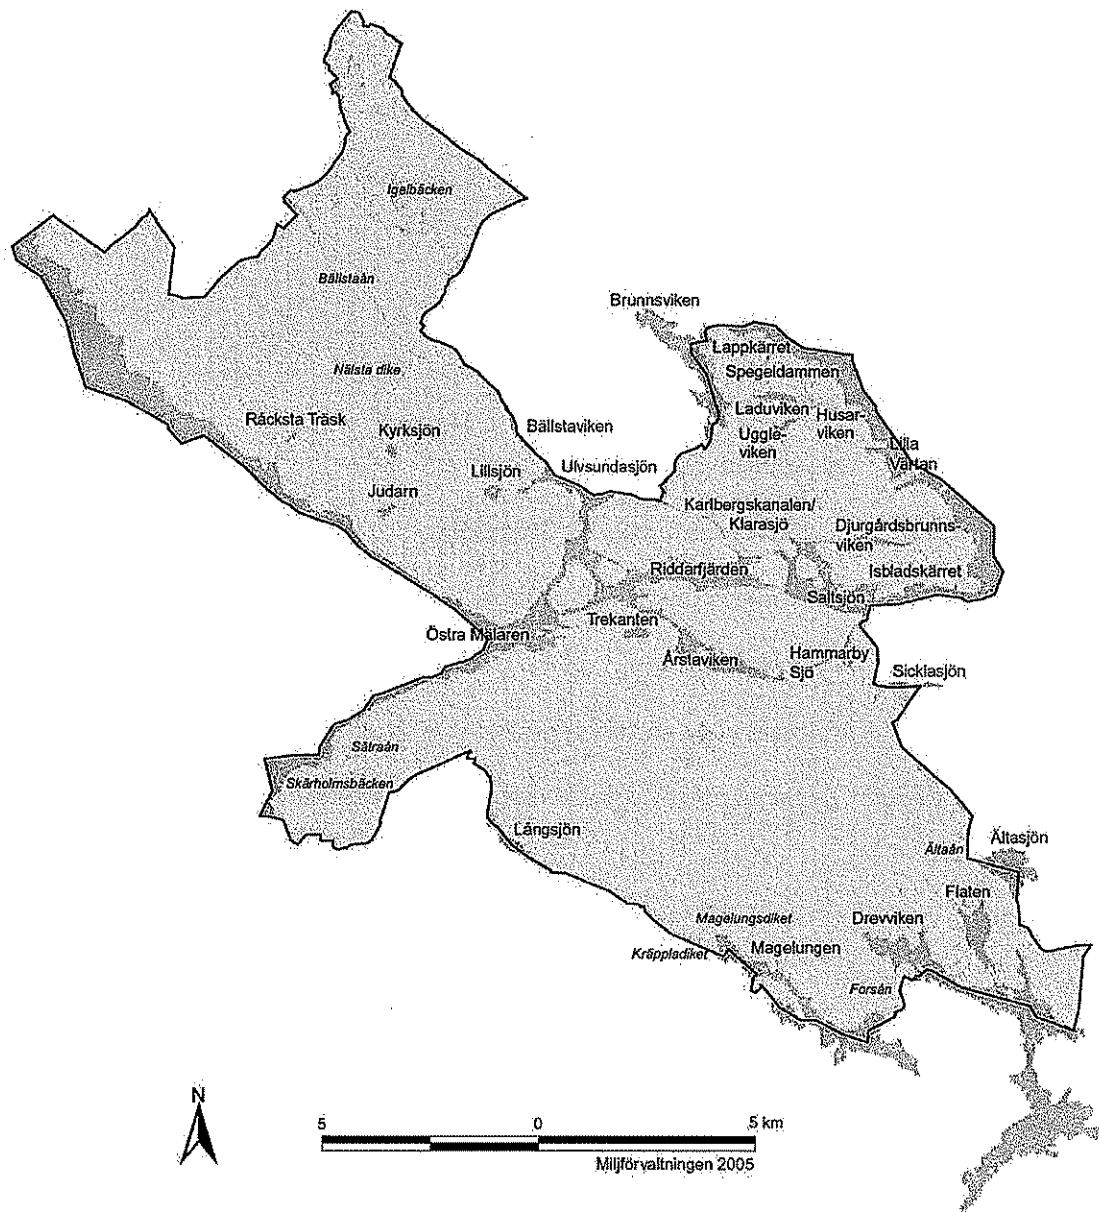 Igelbäcken
Bällstaån
Brunnsviken
Lappkärret
Spegeldammen
Nälsta dike
Laduviken
Husar-
viken
Råcksta Träsk
Kyrksjön
Bällstaviken
Uggle-
viken
Lilla
Värtan
Lillsjön
Ulvsundasjön
Judarn
Karlbergskanalen/
Klarasjö
Djurgårdsbrunns-
viken
Riddarfjärden
Isbladskärret
Saltsjön
Trekanten
Östra Mälaren
Årstaviken
Hammarby
Sjö
Sicklasjön
Sätraån
Skärholmsbäcken
Långsjön
Ältaån
Ältasjön
Flaten
Magelungsdiket
Drevviken
Kräppladiket
Magelungen
Forsån
N
5 0 5 km
Miljförvaltningen 2005